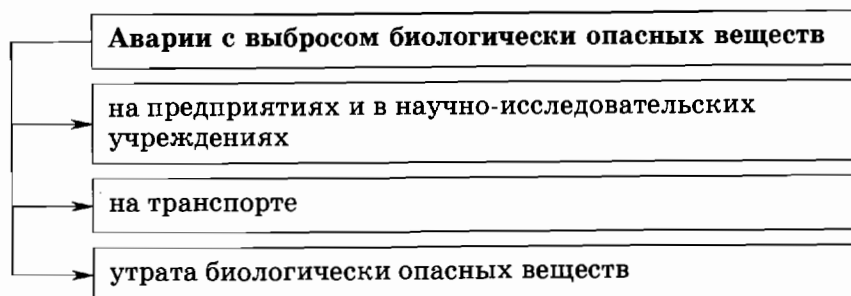 Аварии с выбросом биологически опасных веществ
на предприятиях и в научно-исследовательских
учреждениях
на транспорте
утрата биологически опасных веществ